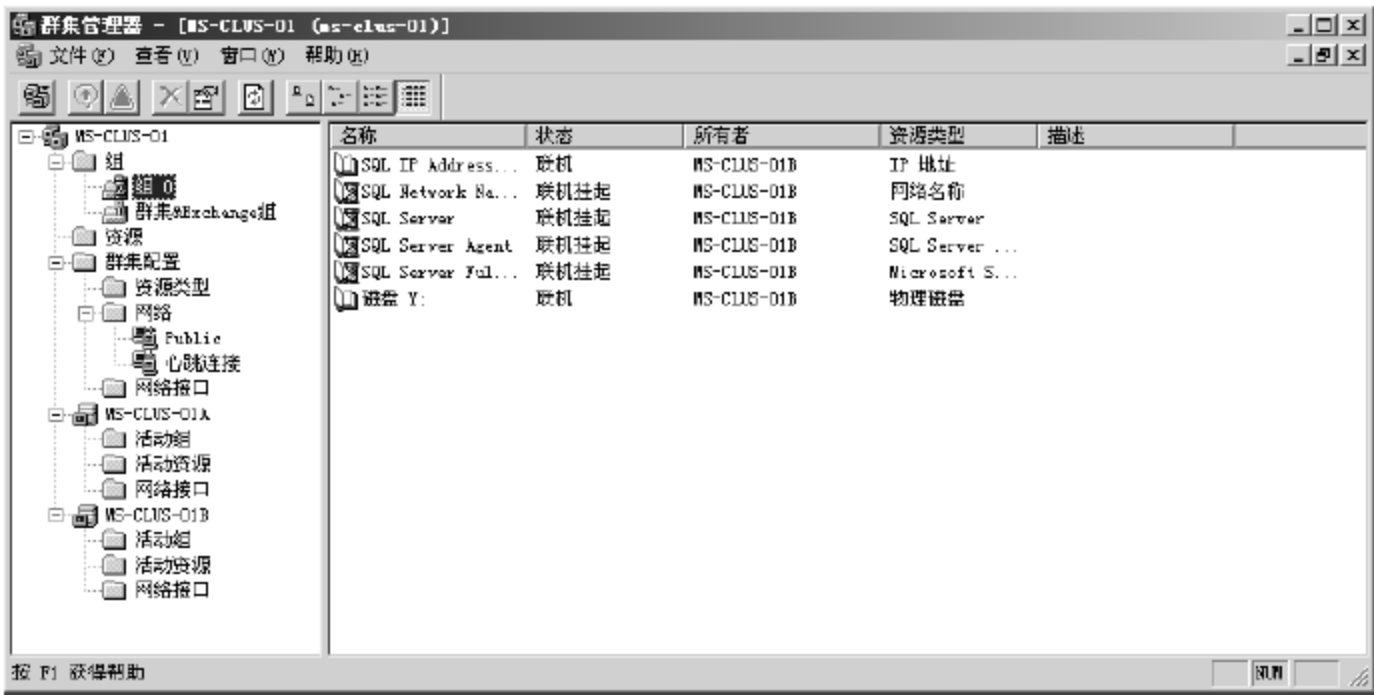 群集管理器 - [MS-CLUS-01 (ms-clus-01)]
文件(F) 查看(V) 窗口(W) 帮助(H)
MS-CLUS-01
组
组 0
群集&Exchange组
资源
群集配置
资源类型
网络
Public
心跳连接
网络接口
MS-CLUS-01A
活动组
活动资源
网络接口
MS-CLUS-01B
活动组
活动资源
网络接口
名称 状态 所有者 资源类型 描述
SQL IP Address... 联机 MS-CLUS-01B IP 地址
SQL Network Na... 联机挂起 MS-CLUS-01B 网络名称
SQL Server 联机挂起 MS-CLUS-01B SQL Server
SQL Server Agent 联机挂起 MS-CLUS-01B SQL Server ...
SQL Server Ful... 联机挂起 MS-CLUS-01B Microsoft S...
磁盘 Y: 联机 MS-CLUS-01B 物理磁盘
按 F1 获得帮助 NUM